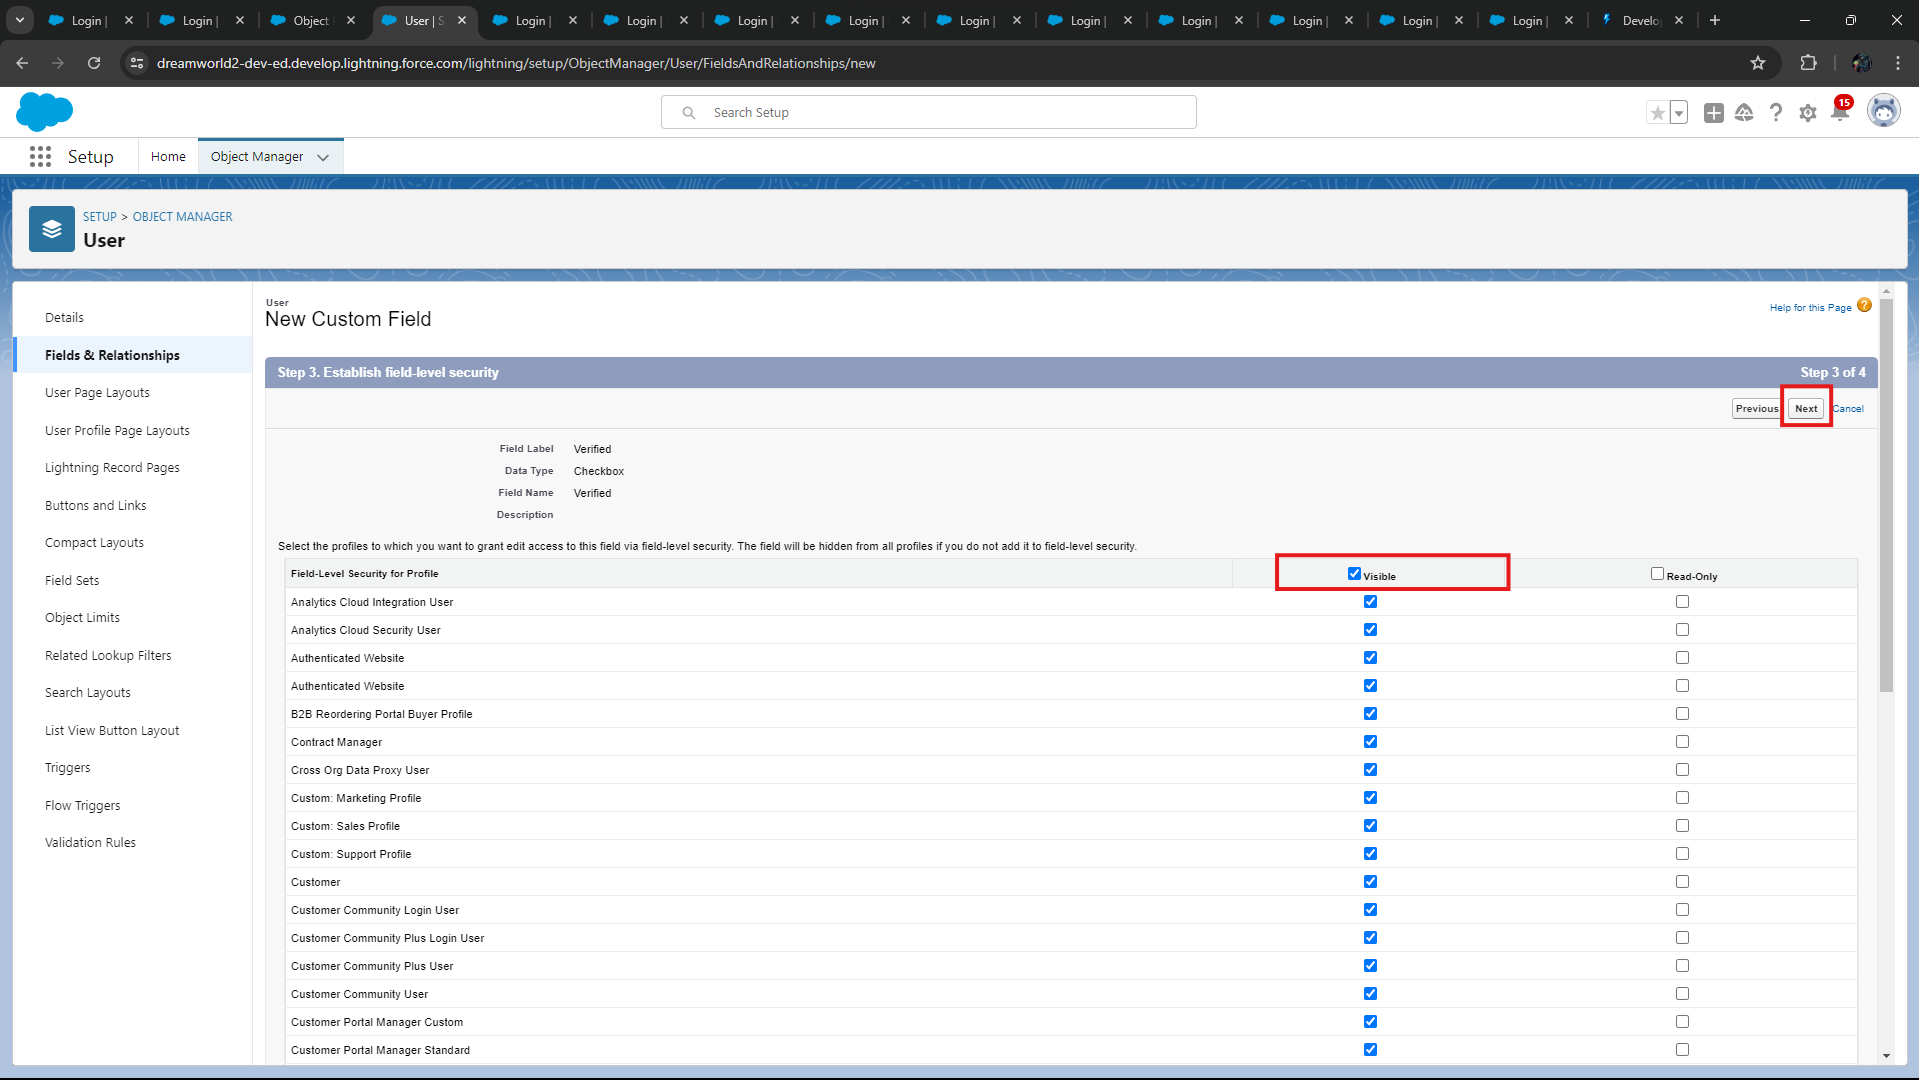 Login |
Login |
Object
User | S
Login |
Login |
Login |
Login |
Login |
Login |
Login |
Login |
Login |
Login |
Develo
dreamworld2-dev-ed.develop.lightning.force.com/lightning/setup/ObjectManager/User/FieldsAndRelationships/new
Search Setup
15
Setup
Home
Object Manager
SETUP > OBJECT MANAGER
User
Details
Fields & Relationships
User Page Layouts
User Profile Page Layouts
Lightning Record Pages
Buttons and Links
Compact Layouts
Field Sets
Object Limits
Related Lookup Filters
Search Layouts
List View Button Layout
Triggers
Flow Triggers
Validation Rules
User
New Custom Field
Help for this Page
Step 3. Establish field-level security
Step 3 of 4
Previous Next Cancel
Field Label Verified
Data Type Checkbox
Field Name Verified
Description
Select the profiles to which you want to grant edit access to this field via field-level security. The field will be hidden from all profiles if you do not add it to field-level security.
Field-Level Security for Profile Visible Read-Only
Analytics Cloud Integration User
Analytics Cloud Security User
Authenticated Website
Authenticated Website
B2B Reordering Portal Buyer Profile
Contract Manager
Cross Org Data Proxy User
Custom: Marketing Profile
Custom: Sales Profile
Custom: Support Profile
Customer
Customer Community Login User
Customer Community Plus Login User
Customer Community Plus User
Customer Community User
Customer Portal Manager Custom
Customer Portal Manager Standard